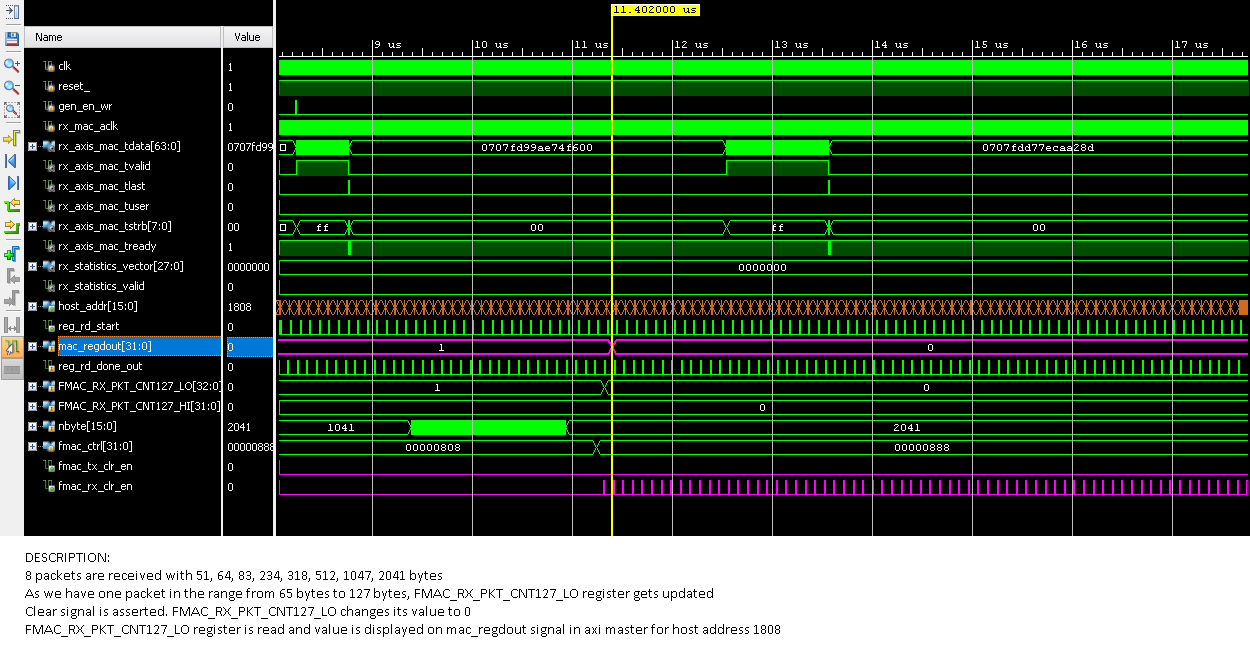 11.402000 us
Name Value
9 us 10 us 11 us 12 us 13 us 14 us 15 us 16 us 17 us
clk 1
reset_ 1
gen_en_wr 0
rx_mac_aclk 1
rx_axis_mac_tdata[63:0] 0707fd99 0707fd99ae74f600 0707fdd77ecaa28d
rx_axis_mac_tvalid 0
rx_axis_mac_tlast 0
rx_axis_mac_tuser 0
rx_axis_mac_tstrb[7:0] 00 ff 00 ff 00
rx_axis_mac_tready 1
rx_statistics_vector[27:0] 0000000 0000000
rx_statistics_valid 0
host_addr[15:0] 1808
reg_rd_start 0
mac_regdout[31:0] 0 1 0
reg_rd_done_out 0
FMAC_RX_PKT_CNT127_LO[32:0] 0 1 0
FMAC_RX_PKT_CNT127_HI[31:0] 0 0
nbyte[15:0] 2041 1041 2041
fmac_ctrl[31:0] 00000888 00000808 00000888
fmac_tx_clr_en 0
fmac_rx_clr_en 0
DESCRIPTION:
8 packets are received with 51, 64, 83, 234, 318, 512, 1047, 2041 bytes
As we have one packet in the range from 65 bytes to 127 bytes, FMAC_RX_PKT_CNT127_LO register gets updated
Clear signal is asserted. FMAC_RX_PKT_CNT127_LO changes its value to 0
FMAC_RX_PKT_CNT127_LO register is read and value is displayed on mac_regdout signal in axi master for host address 1808